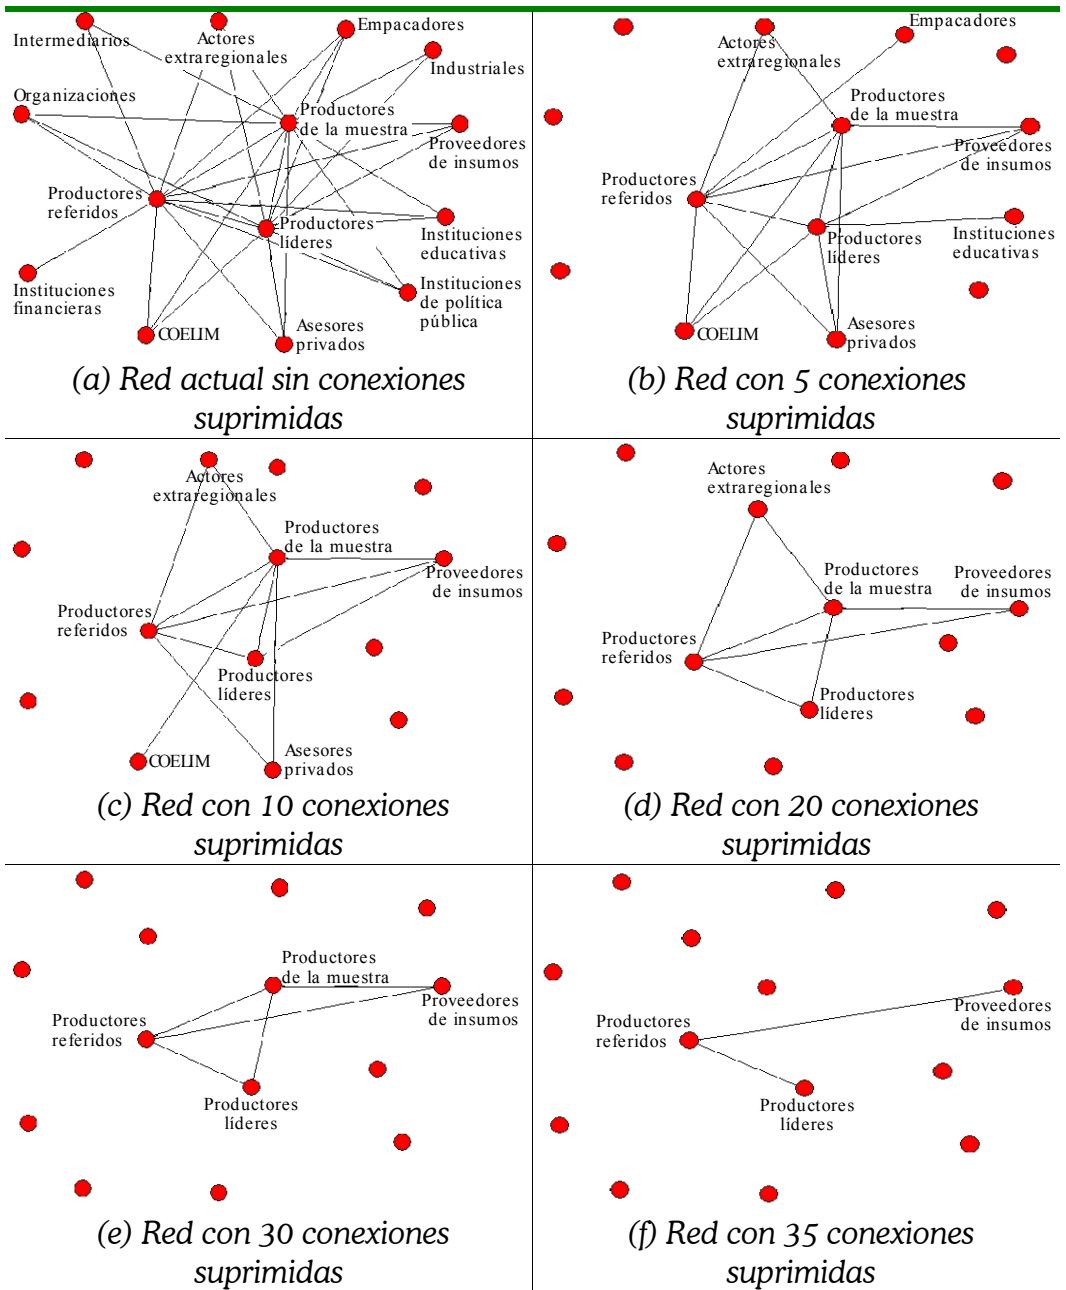 Intermediarios
Actores
extraregionales
Empacadores
Industriales
Organizaciones
Productores
de la muestra
Proveedores
de insumos
Productores
referidos
Productores
líderes
Instituciones
educativas
Instituciones
financieras
Instituciones
de política
pública
COELIM
Asesores
privados
(a) Red actual sin conexiones
suprimidas
Empacadores
Actores
extraregionales
Productores
de la muestra
Proveedores
de insumos
Productores
referidos
Productores
líderes
Instituciones
educativas
COELIM
Asesores
privados
(b) Red con 5 conexiones
suprimidas
Actores
extraregionales
Productores
de la muestra
Proveedores
de insumos
Productores
referidos
Productores
líderes
COELIM
Asesores
privados
(c) Red con 10 conexiones
suprimidas
Actores
extraregionales
Productores
de la muestra
Proveedores
de insumos
Productores
referidos
Productores
líderes
(d) Red con 20 conexiones
suprimidas
Productores
de la muestra
Proveedores
de insumos
Productores
referidos
Productores
líderes
(e) Red con 30 conexiones
suprimidas
Proveedores
de insumos
Productores
referidos
Productores
líderes
(f) Red con 35 conexiones
suprimidas